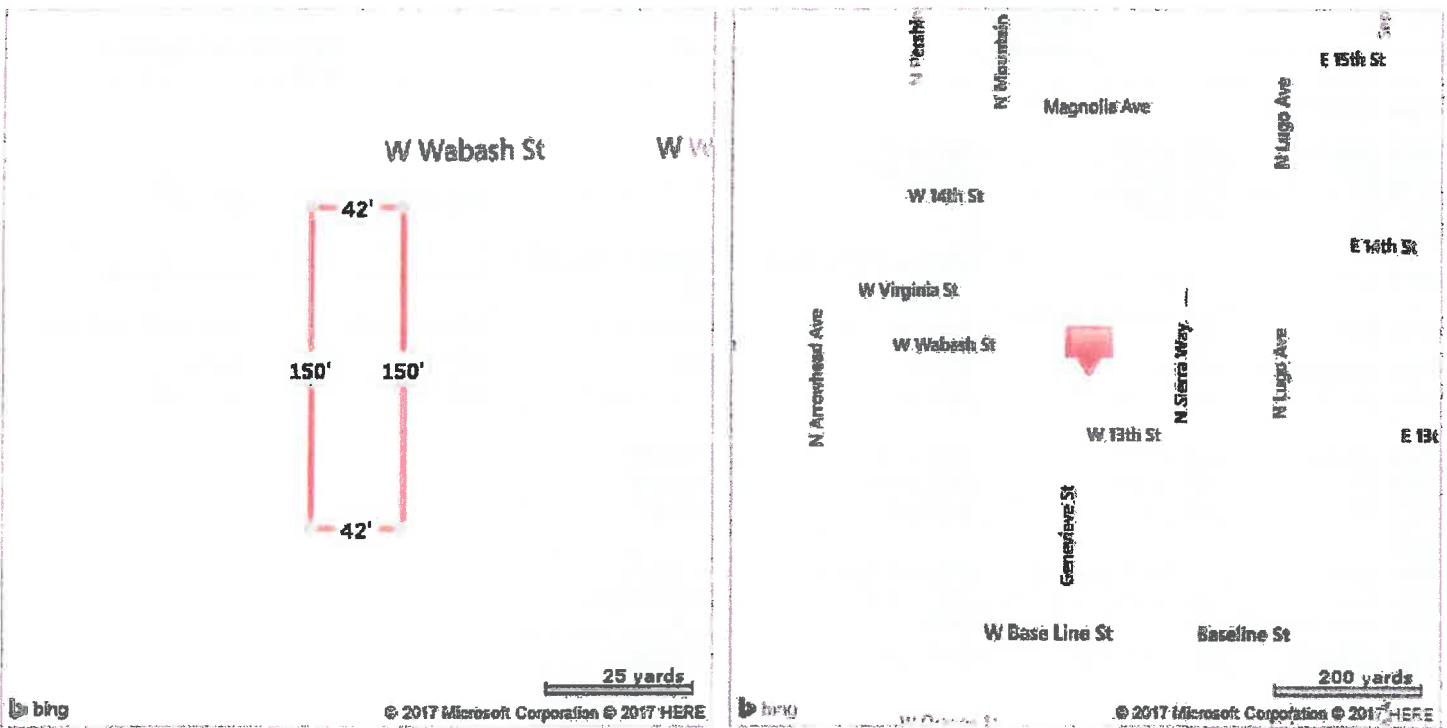 W Wabash St
42'
150'
150'
42'
25 yards
bing
© 2017 Microsoft Corporation © 2017 HERE
N Mountain
E 15th St
Magnolia Ave
N Lugo Ave
W 14th St
E 14th St
W Virginia St
N Arrowhead Ave
W Wabash St
N Sierra Way
N Lugo Ave
W 13th St
E 13t
Genevieve St
W Base Line St
Baseline St
200 yards
bing
© 2017 Microsoft Corporation © 2017 HERE